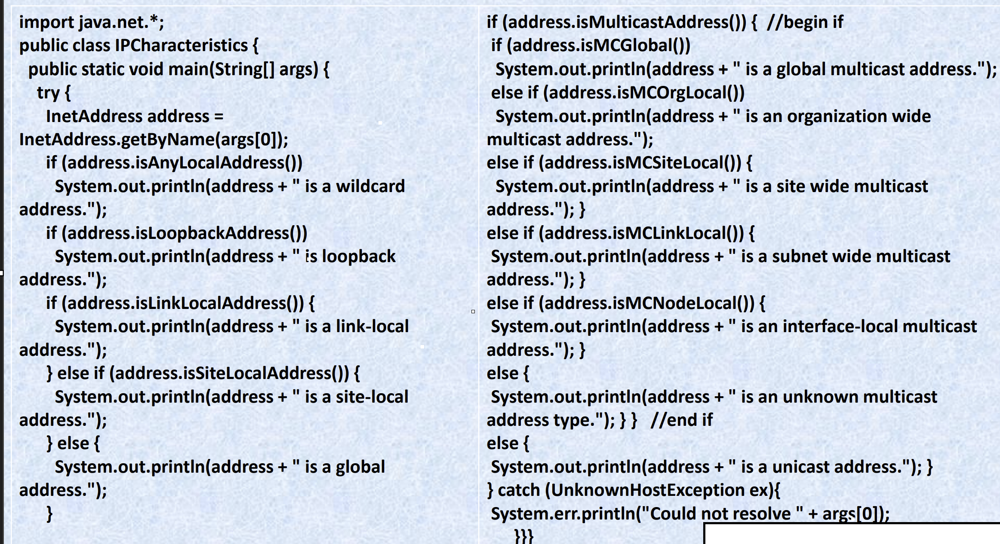 import java.net.*;
public class IPCharacteristics {
public static void main(String[] args) {
try {
InetAddress address =
InetAddress.getByName(args[0]);
if (address.isAnyLocalAddress())
System.out.println(address + " is a wildcard
address.");
if (address.isLoopbackAddress())
System.out.println(address + " is loopback
address.");
if (address.isLinkLocalAddress()) {
System.out.println(address + " is a link-local
address.");
} else if (address.isSiteLocalAddress()) {
System.out.println(address + " is a site-local
address.");
} else {
System.out.println(address + " is a global
address.");
}
if (address.isMulticastAddress()) { //begin if
if (address.isMCGlobal())
System.out.println(address + " is a global multicast address.");
else if (address.isMCOrgLocal())
System.out.println(address + " is an organization wide
multicast address.");
else if (address.isMCSiteLocal()) {
System.out.println(address + " is a site wide multicast
address."); }
else if (address.isMCLinkLocal()) {
System.out.println(address + " is a subnet wide multicast
address."); }
else if (address.isMCNodeLocal()) {
System.out.println(address + " is an interface-local multicast
address."); }
else {
System.out.println(address + " is an unknown multicast
address type."); } } //end if
else {
System.out.println(address + " is a unicast address."); }
} catch (UnknownHostException ex){
System.err.println("Could not resolve " + args[0]);
}}}